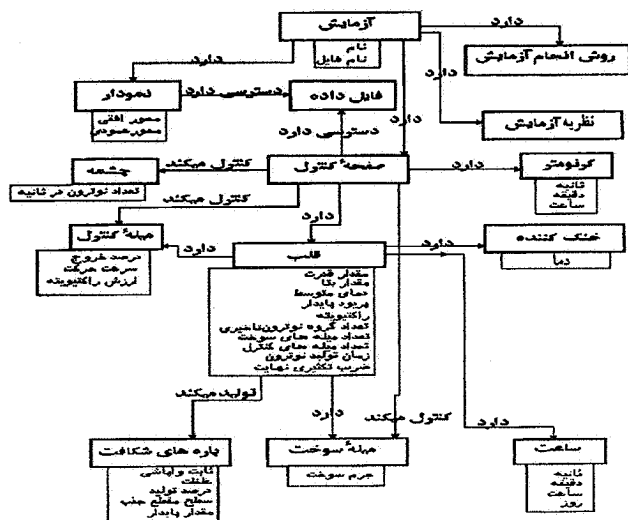 آزمایش
نام
نام فایل
دارد
دارد
دارد
دارد
روش انجام آزمایش
نمودار
محور افقی
محور عمودی
دسترسی دارد
فایل داده
دسترسی دارد
نظریه آزمایش
چشمه
تعداد نوترون در ثانیه
کنترل میکند
صفحهٔ کنترل
دارد
کرنومتر
ثانیه
دقیقه
ساعت
کنترل میکند
دارد
میلهٔ کنترل
درصد خروج
سرعت حرکت
ارزش راکتیویته
دارد
قلب
مقدار قدرت
مقدار بتا
دمای متوسط
پریود پایدار
راکتیویته
تعداد گروه نوترون تاخیری
تعداد میله های سوخت
تعداد میله های کنترل
زمان تولید نوترون
ضریب تکثیری نهایت
دارد
خنک کننده
دما
تولید میکند
دارد
کنترل میکند
دارد
پاره های شکافت
ثابت واپاشی
غلظت
درصد تولید
سطح مقطع جذب
مقدار پایدار
میلهٔ سوخت
جرم سوخت
ساعت
ثانیه
دقیقه
ساعت
روز